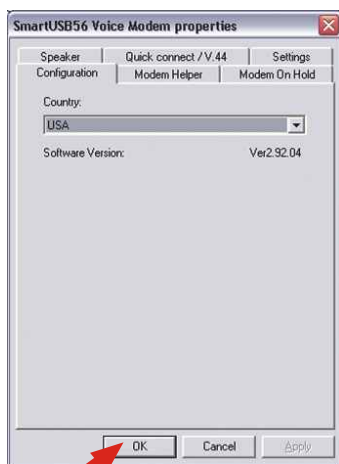 SmartUSB56 Voice Modem properties
Speaker Quick connect / V.44 Settings
Configuration Modem Helper Modem On Hold
Country:
USA
Software Version: Ver2.92.04
OK Cancel Apply